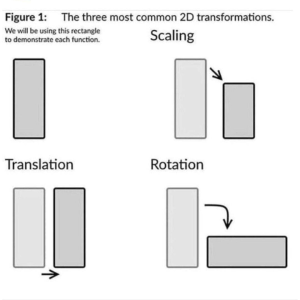 Figure 1: The three most common 2D transformations.
We will be using this rectangle
to demonstrate each function.
Scaling
Translation
Rotation